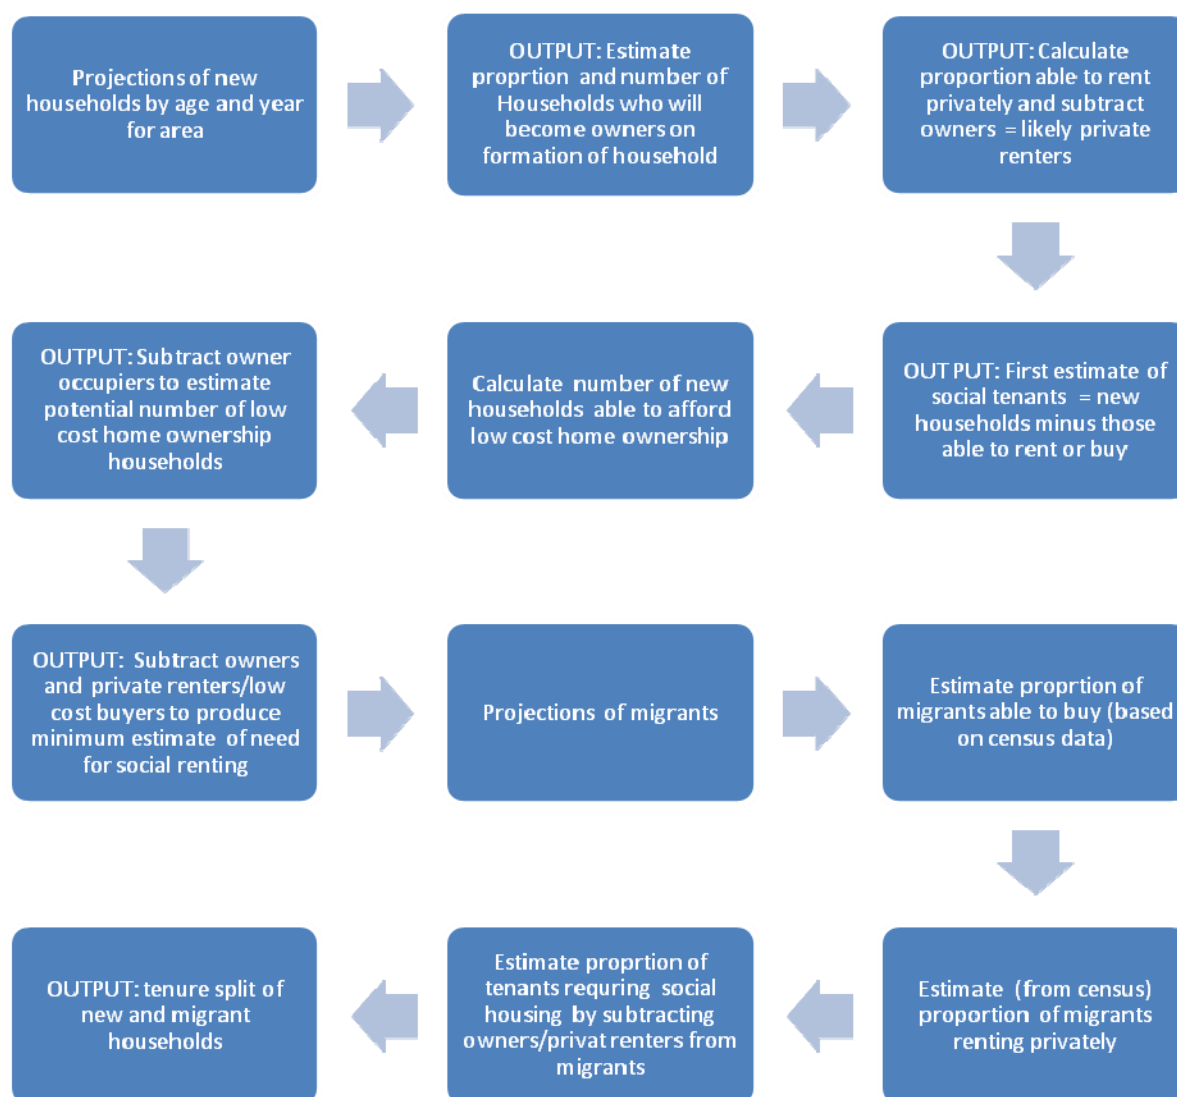 Projections of new
households by age and year
for area
OUTPUT: Estimate
proprtion and number of
Households who will
become owners on
formation of household
OUTPUT: Calculate
proportion able to rent
privately and subtract
owners = likely private
renters
OUTPUT: First estimate of
social tenants = new
households minus those
able to rent or buy
Calculate number of new
households able to afford
low cost home ownership
OUTPUT: Subtract owner
occupiers to estimate
potential number of low
cost home ownership
households
OUTPUT: Subtract owners
and private renters/low
cost buyers to produce
minimum estimate of need
for social renting
Projections of migrants
Estimate proprtion of
migrants able to buy (based
on census data)
Estimate (from census)
proportion of migrants
renting privately
Estimate proprtion of
tenants requring social
housing by subtracting
owners/privat renters from
migrants
OUTPUT: tenure split of
new and migrant
households